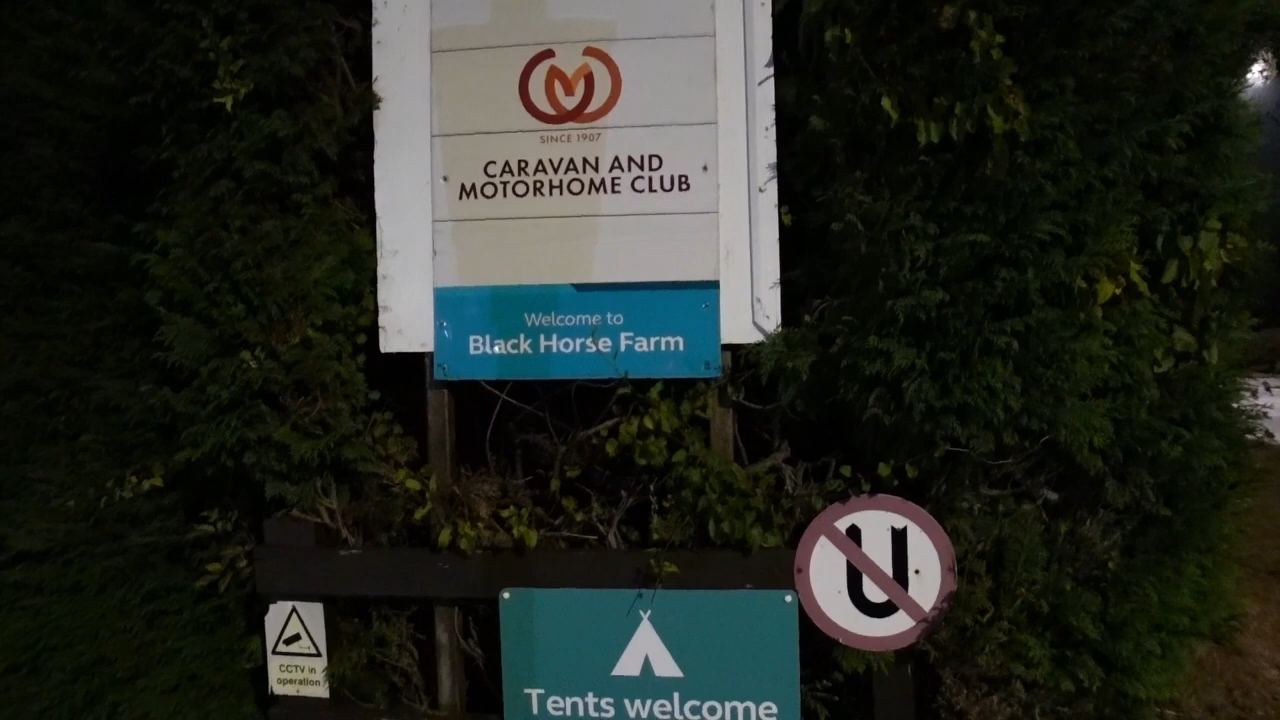 SINCE 1907
CARAVAN AND
MOTORHOME CLUB
Welcome to
Black Horse Farm
U
CCTV in
operation
Tents welcome